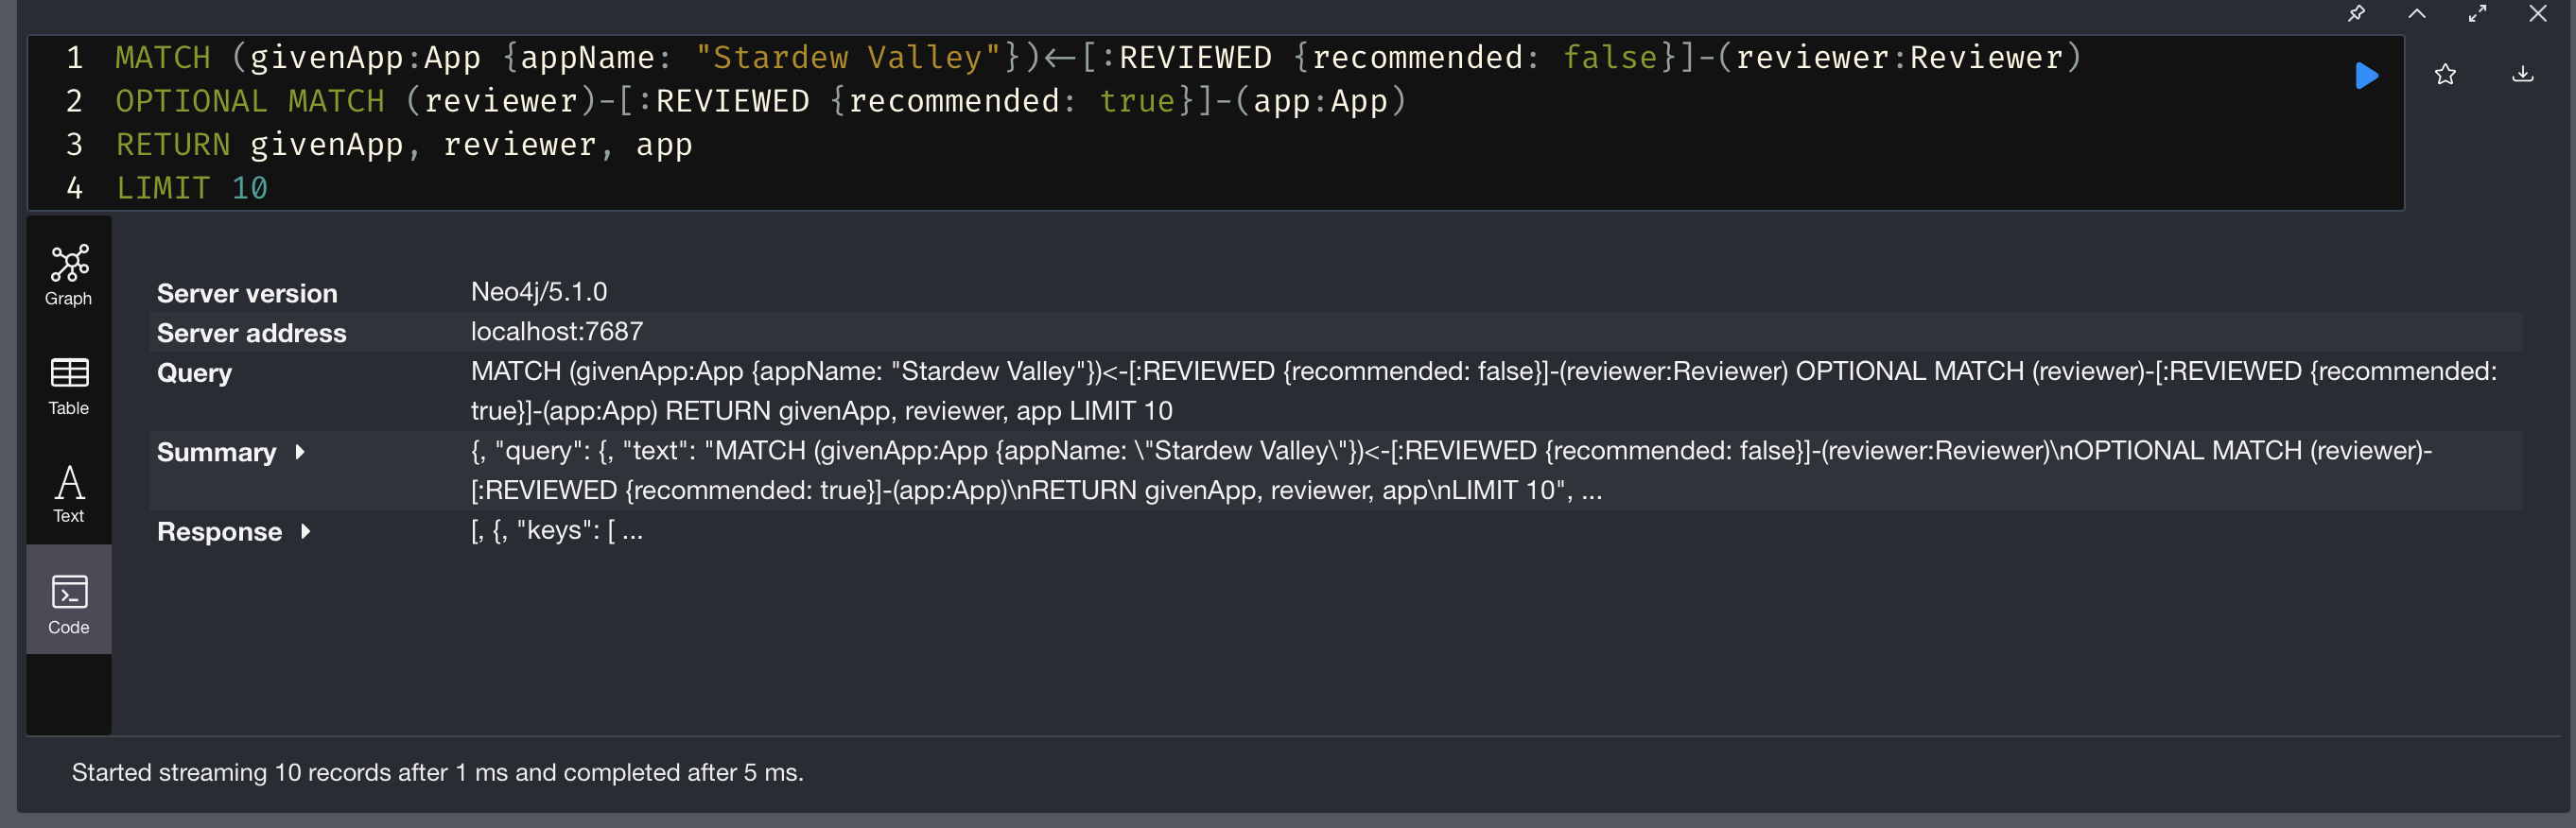 1 MATCH (givenApp:App {appName: "Stardew Valley"})<-[:REVIEWED {recommended: false}]-(reviewer:Reviewer)
2 OPTIONAL MATCH (reviewer)-[:REVIEWED {recommended: true}]-(app:App)
3 RETURN givenApp, reviewer, app
4 LIMIT 10
Graph
Table
Text
Code
Server version Neo4j/5.1.0
Server address localhost:7687
Query MATCH (givenApp:App {appName: "Stardew Valley"})<-[:REVIEWED {recommended: false}]-(reviewer:Reviewer) OPTIONAL MATCH (reviewer)-[:REVIEWED {recommended:
true}]-(app:App) RETURN givenApp, reviewer, app LIMIT 10
Summary {, "query": {, "text": "MATCH (givenApp:App {appName: \"Stardew Valley\"})<-[:REVIEWED {recommended: false}]-(reviewer:Reviewer)\nOPTIONAL MATCH (reviewer)-
[:REVIEWED {recommended: true}]-(app:App)\nRETURN givenApp, reviewer, app\nLIMIT 10", ...
Response [, {, "keys": [ ...
Started streaming 10 records after 1 ms and completed after 5 ms.